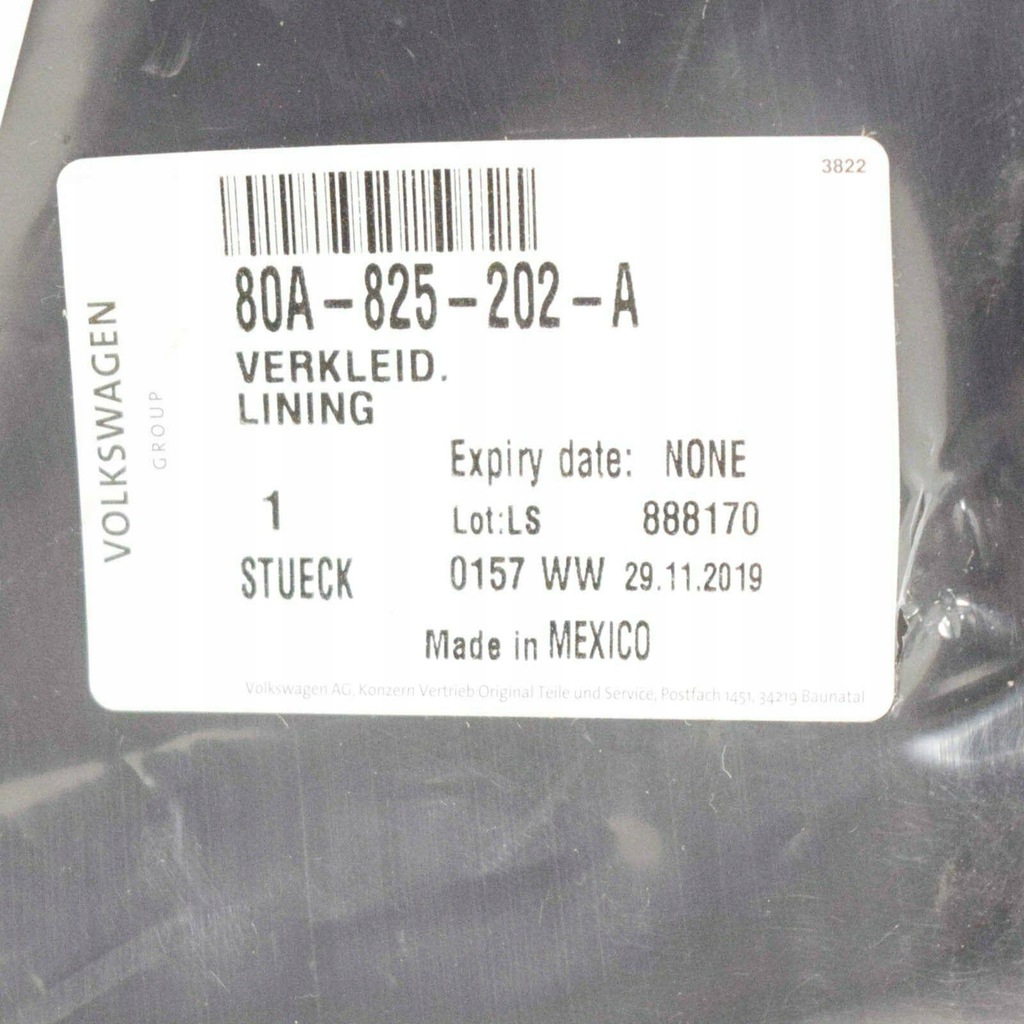 3822
80A-825-202-A
VERKLEID.
LINING
VOLKSWAGEN
GROUP
Expiry date: NONE
1 Lot:LS 888170
STUECK 0157 WW 29.11.2019
Made in MEXICO
Volkswagen AG, Konzern Vertrieb Original Teile und Service, Postfach 1451, 34219 Baunatal